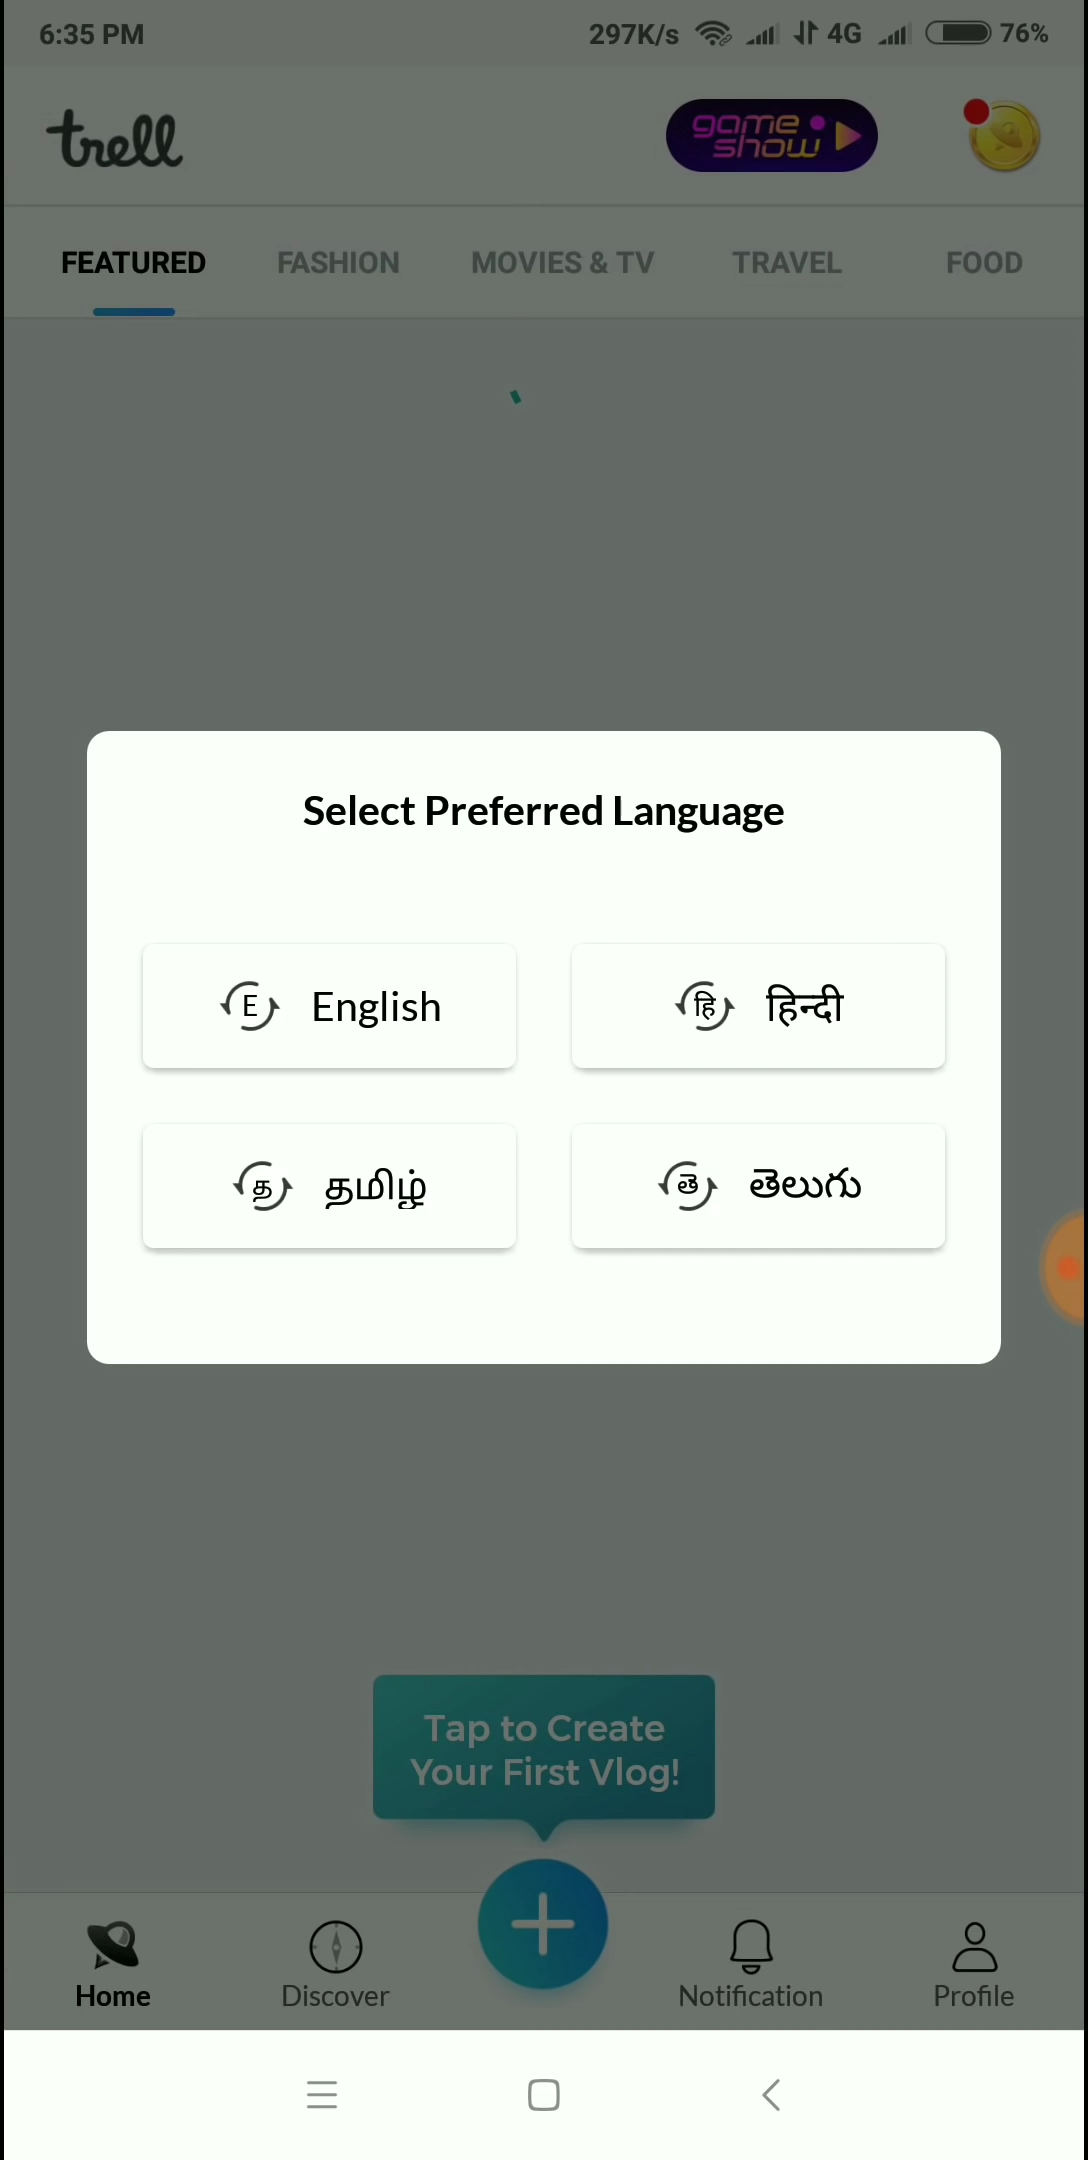 6:35 PM 297K/s 4G 76%
trell game show
FEATURED FASHION MOVIES & TV TRAVEL FOOD
Select Preferred Language
E English हि हिन्दी
த தமிழ் తె తెలుగు
Tap to Create
Your First Vlog!
Home Discover Notification Profile